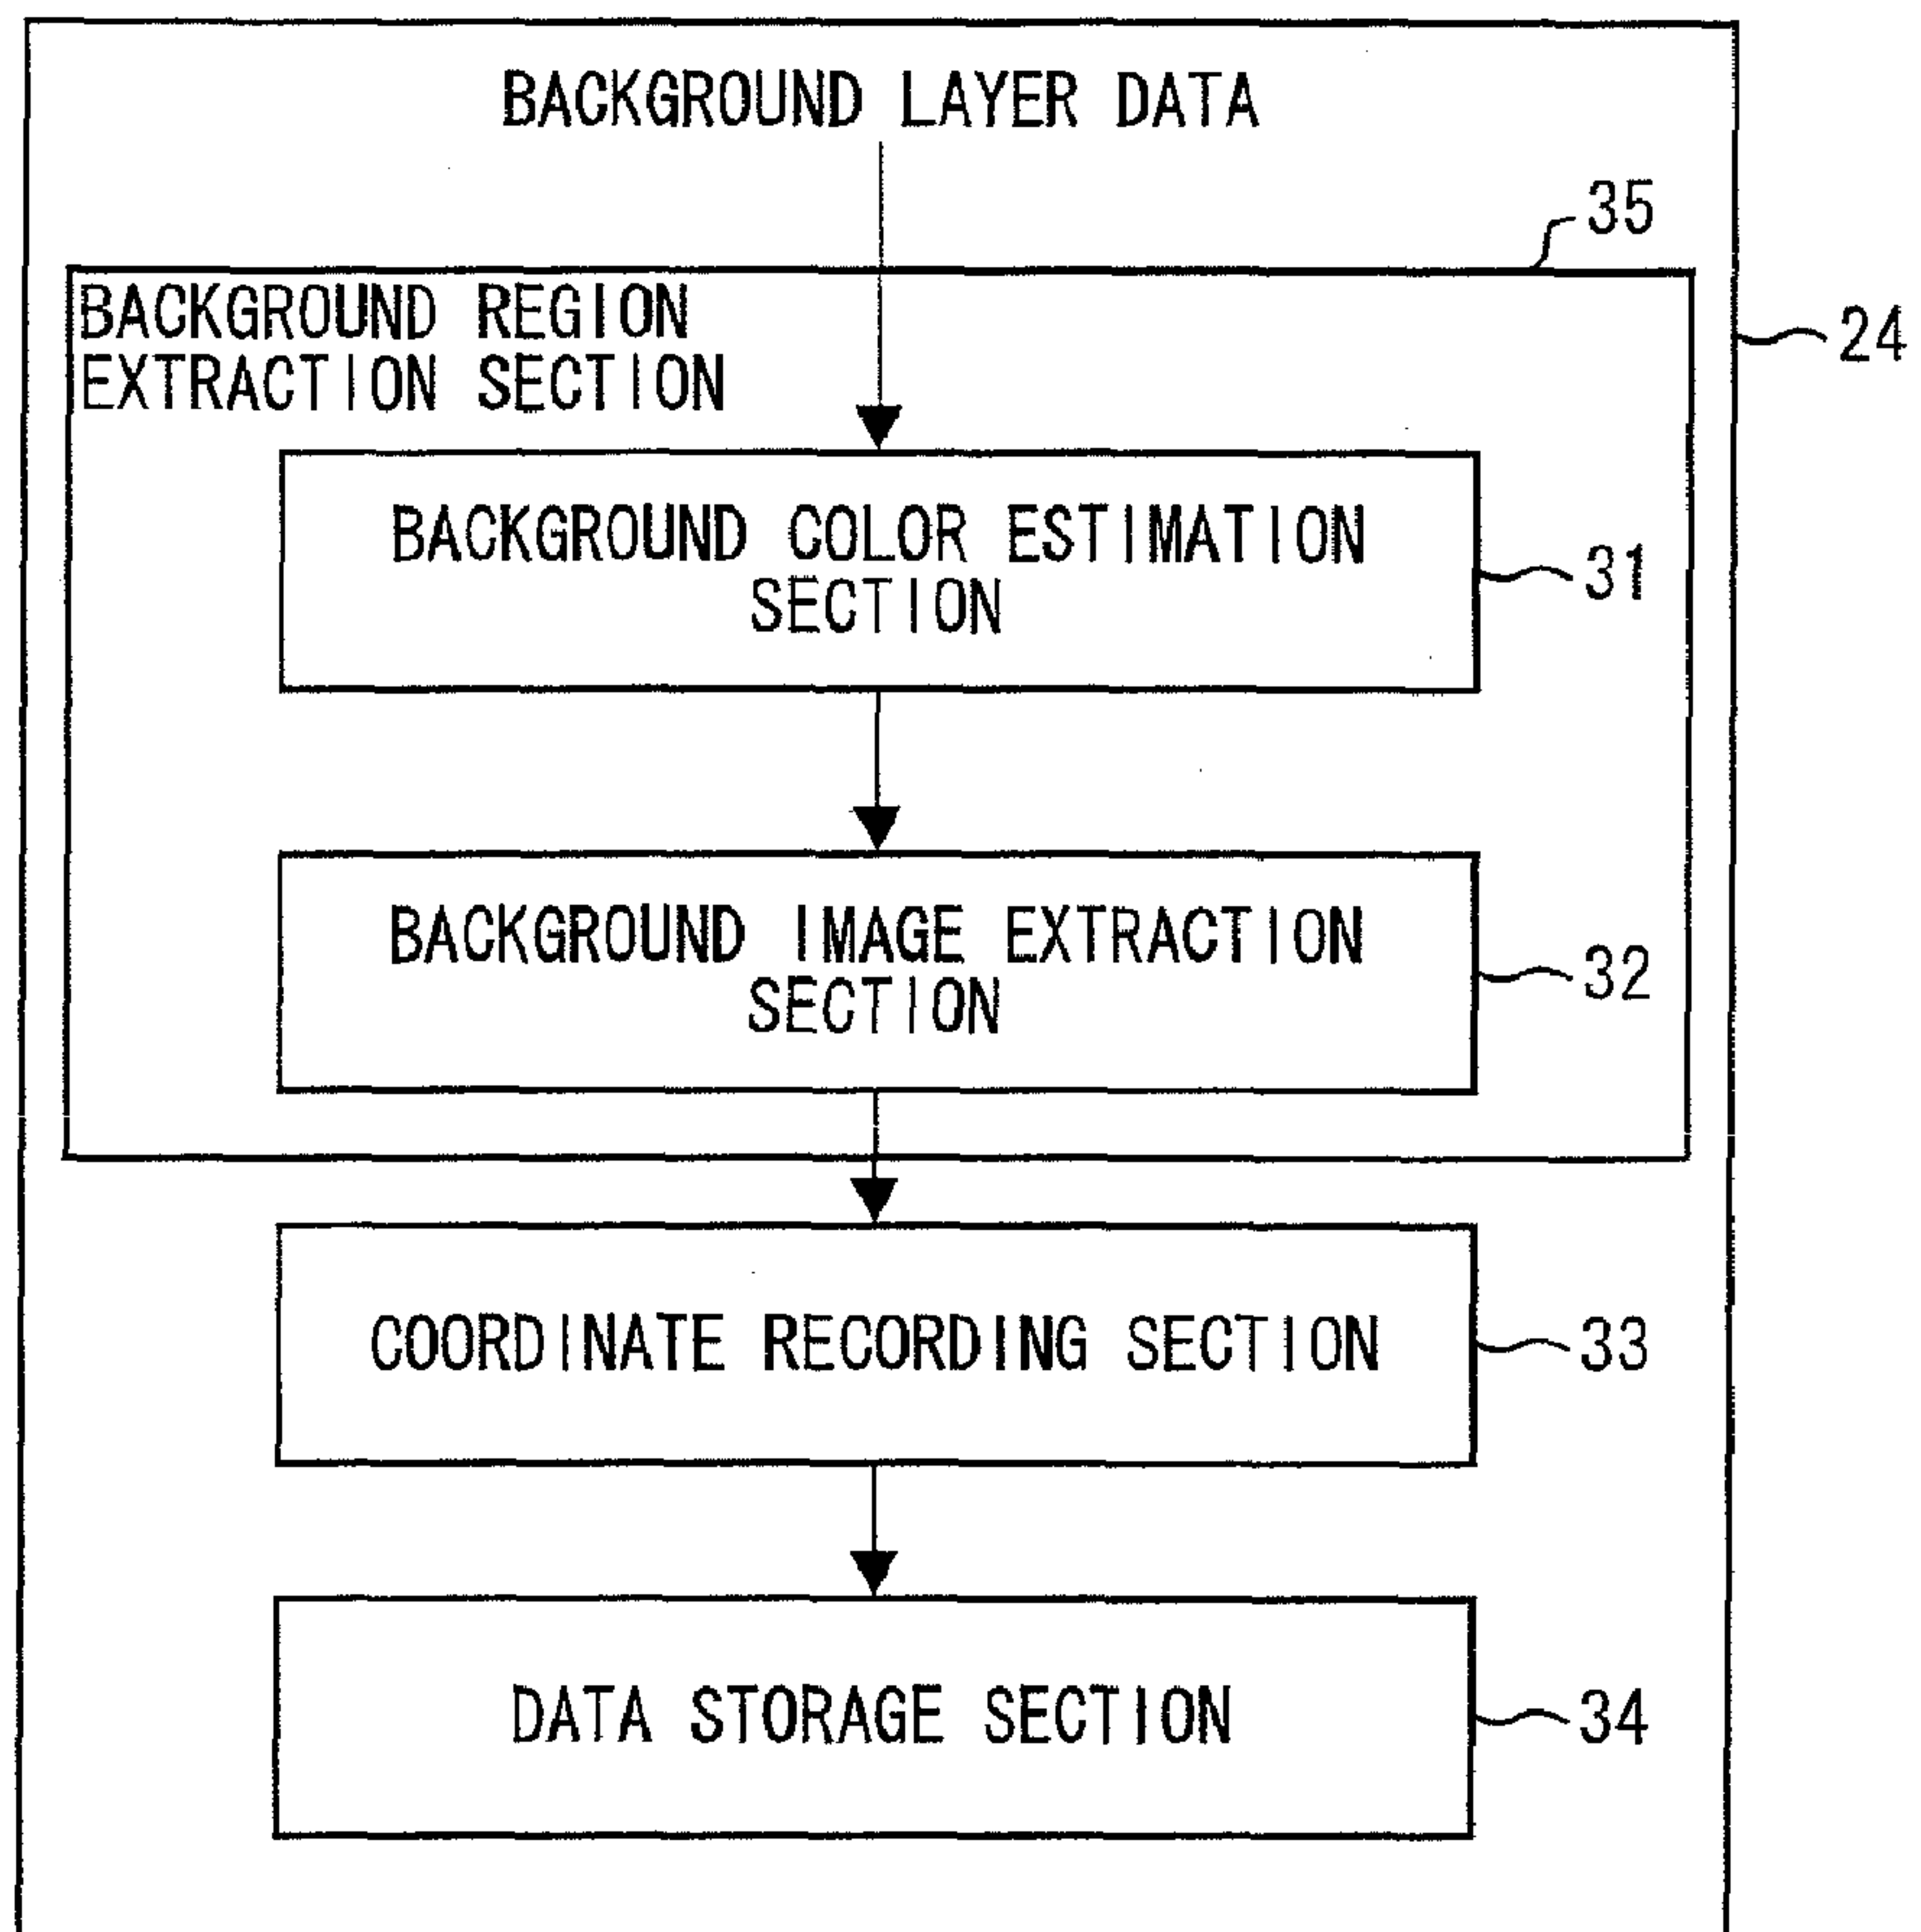 BACKGROUND LAYER DATA
35
BACKGROUND REGION
EXTRACTION SECTION
24
BACKGROUND COLOR ESTIMATION
SECTION
31
BACKGROUND IMAGE EXTRACTION
SECTION
32
COORDINATE RECORDING SECTION
33
DATA STORAGE SECTION
34